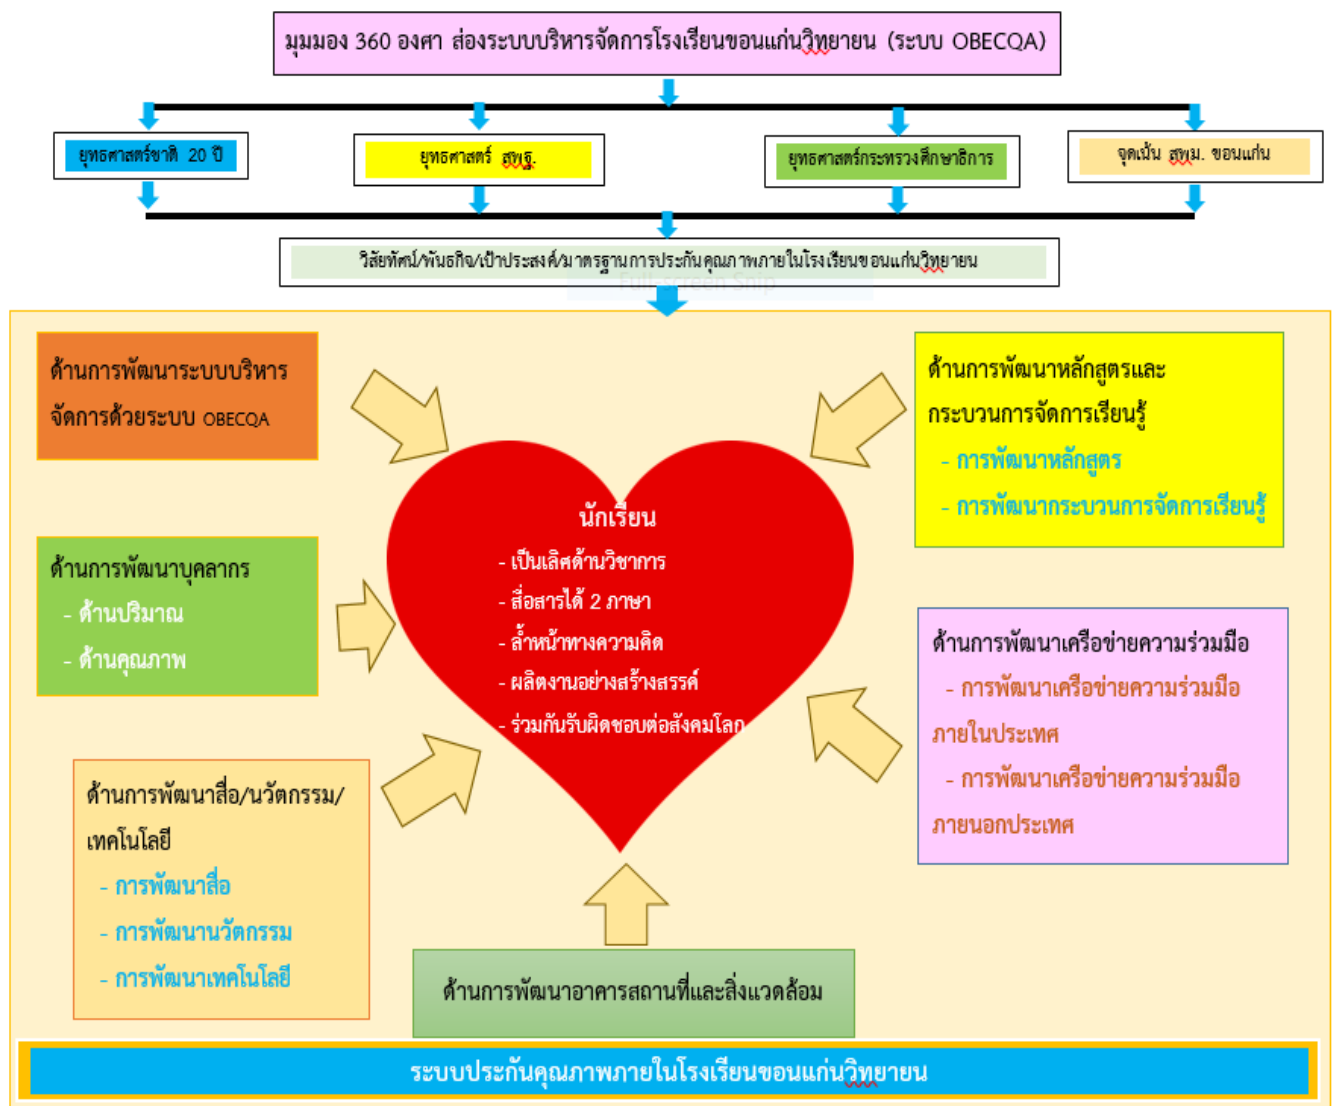 มุมมอง 360 องศา ส่องระบบบริหารจัดการโรงเรียนขอนแก่นวิทยายน (ระบบ OBECQA)
ยุทธศาสตร์ชาติ 20 ปี
ยุทธศาสตร์ สพฐ.
ยุทธศาสตร์กระทรวงศึกษาธิการ
จุดเน้น สพม. ขอนแก่น
วิสัยทัศน์/พันธกิจ/เป้าประสงค์/มาตรฐานการประกันคุณภาพภายในโรงเรียนขอนแก่นวิทยายน
Full-screen Snip
ด้านการพัฒนาระบบบริหาร
จัดการด้วยระบบ OBECQA
ด้านการพัฒนาหลักสูตรและ
กระบวนการจัดการเรียนรู้
- การพัฒนาหลักสูตร
- การพัฒนากระบวนการจัดการเรียนรู้
นักเรียน
- เป็นเลิศด้านวิชาการ
- สื่อสารได้ 2 ภาษา
- ล้ำหน้าทางความคิด
- ผลิตงานอย่างสร้างสรรค์
- ร่วมกันรับผิดชอบต่อสังคมโลก
ด้านการพัฒนาบุคลากร
- ด้านปริมาณ
- ด้านคุณภาพ
ด้านการพัฒนาเครือข่ายความร่วมมือ
- การพัฒนาเครือข่ายความร่วมมือ
ภายในประเทศ
- การพัฒนาเครือข่ายความร่วมมือ
ภายนอกประเทศ
ด้านการพัฒนาสื่อ/นวัตกรรม/
เทคโนโลยี
- การพัฒนาสื่อ
- การพัฒนานวัตกรรม
- การพัฒนาเทคโนโลยี
ด้านการพัฒนาอาคารสถานที่และสิ่งแวดล้อม
ระบบประกันคุณภาพภายในโรงเรียนขอนแก่นวิทยายน